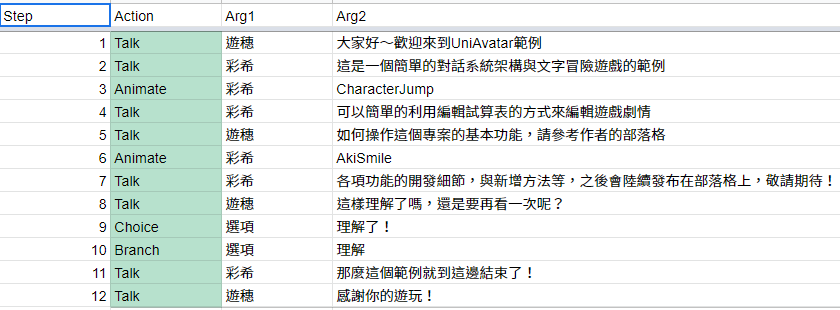 Step Action Arg1 Arg2
1 Talk 遊穗 大家好～歡迎來到UniAvatar範例
2 Talk 彩希 這是一個簡單的對話系統架構與文字冒險遊戲的範例
3 Animate 彩希 CharacterJump
4 Talk 彩希 可以簡單的利用編輯試算表的方式來編輯遊戲劇情
5 Talk 遊穗 如何操作這個專案的基本功能，請參考作者的部落格
6 Animate 彩希 AkiSmile
7 Talk 彩希 各項功能的開發細節，與新增方法等，之後會陸續發布在部落格上，敬請期待！
8 Talk 遊穗 這樣理解了嗎，還是要再看一次呢？
9 Choice 選項 理解了！
10 Branch 選項 理解
11 Talk 彩希 那麼這個範例就到這邊結束了！
12 Talk 遊穗 感謝你的遊玩！